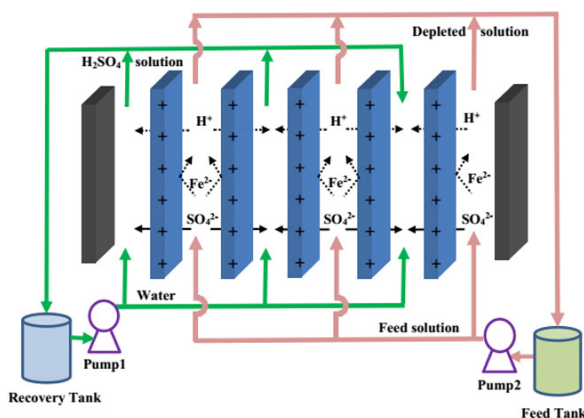 Depleted solution
H₂SO₄ solution
+ + + + +
H⁺ H⁺ H⁺
+ + + + +
+ + + + +
Fe²⁻ Fe²⁻ Fe²⁻
+ + + + +
SO₄²⁻ SO₄²⁻ SO₄²⁻
+ + + + +
+ + + + +
Water
Feed solution
Pump1
Pump2
Recovery Tank
Feed Tank